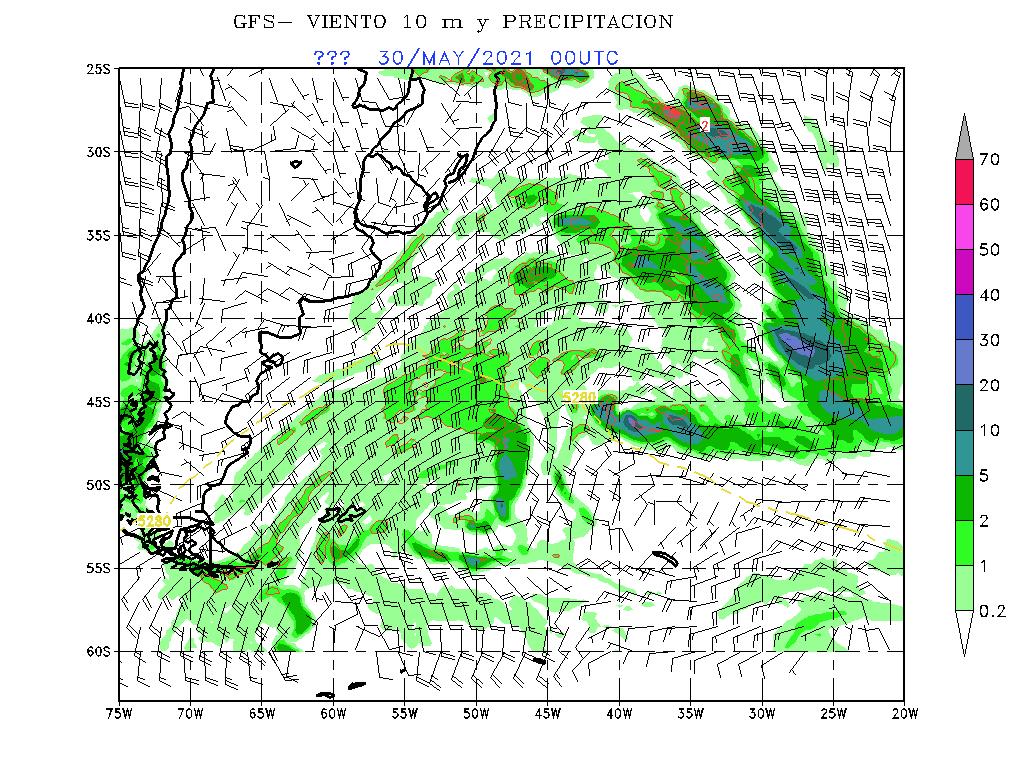 GFS— VIENTO 10 m y PRECIPITACION
??? 30/MAY/2021 00UTC
25S
30S
35S
40S
45S
50S
55S
60S
75W 70W 65W 60W 55W 50W 45W 40W 35W 30W 25W 20W
2
5280
5280
70
60
50
40
30
20
10
5
2
1
0.2